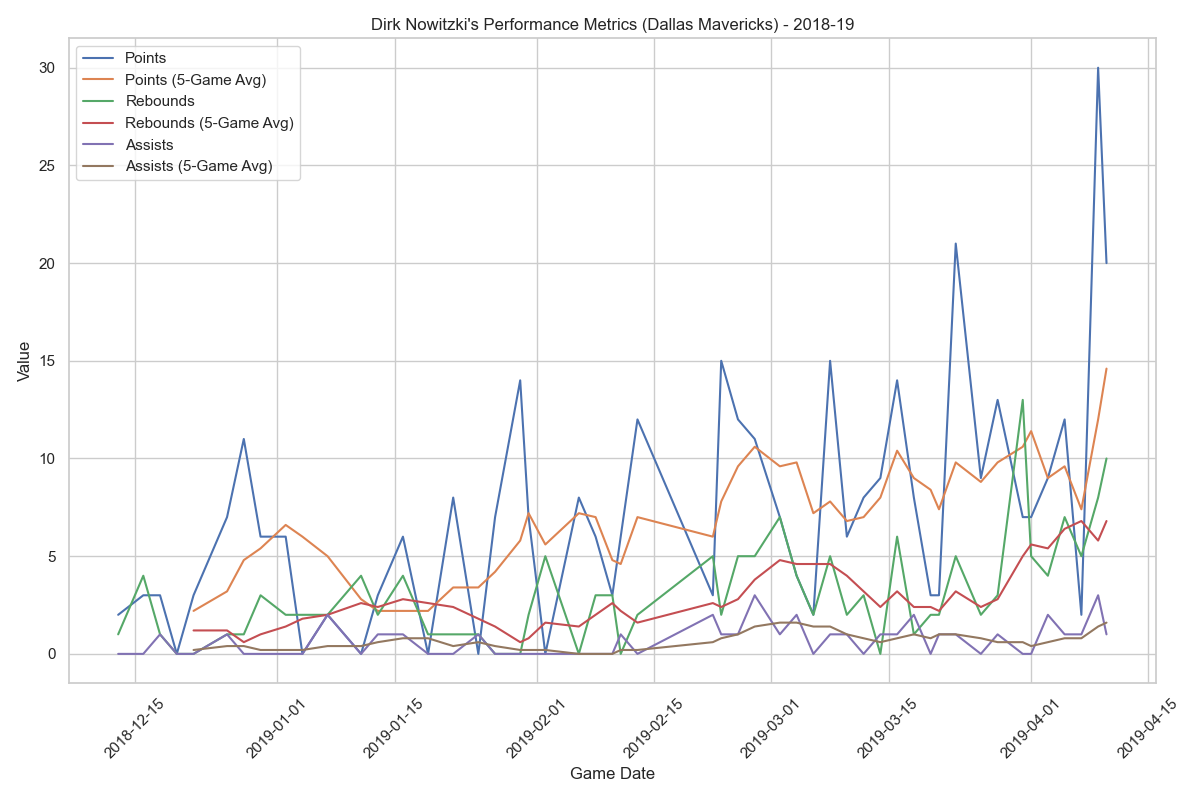 Dirk Nowitzki's Performance Metrics (Dallas Mavericks) - 2018-19
Points
Points (5-Game Avg)
Rebounds
Rebounds (5-Game Avg)
Assists
Assists (5-Game Avg)
30
25
20
15
10
5
0
Value
2018-12-15
2019-01-01
2019-01-15
2019-02-01
2019-02-15
2019-03-01
2019-03-15
2019-04-01
2019-04-15
Game Date